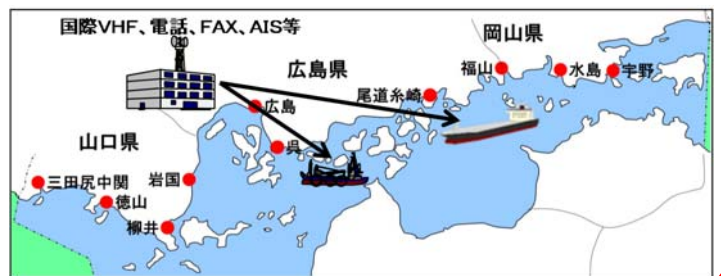 国際VHF、電話、FAX、AIS等
岡山県
広島県
福山
水島
宇野
尾道糸崎
広島
山口県
呉
岩国
三田尻中関
徳山
柳井